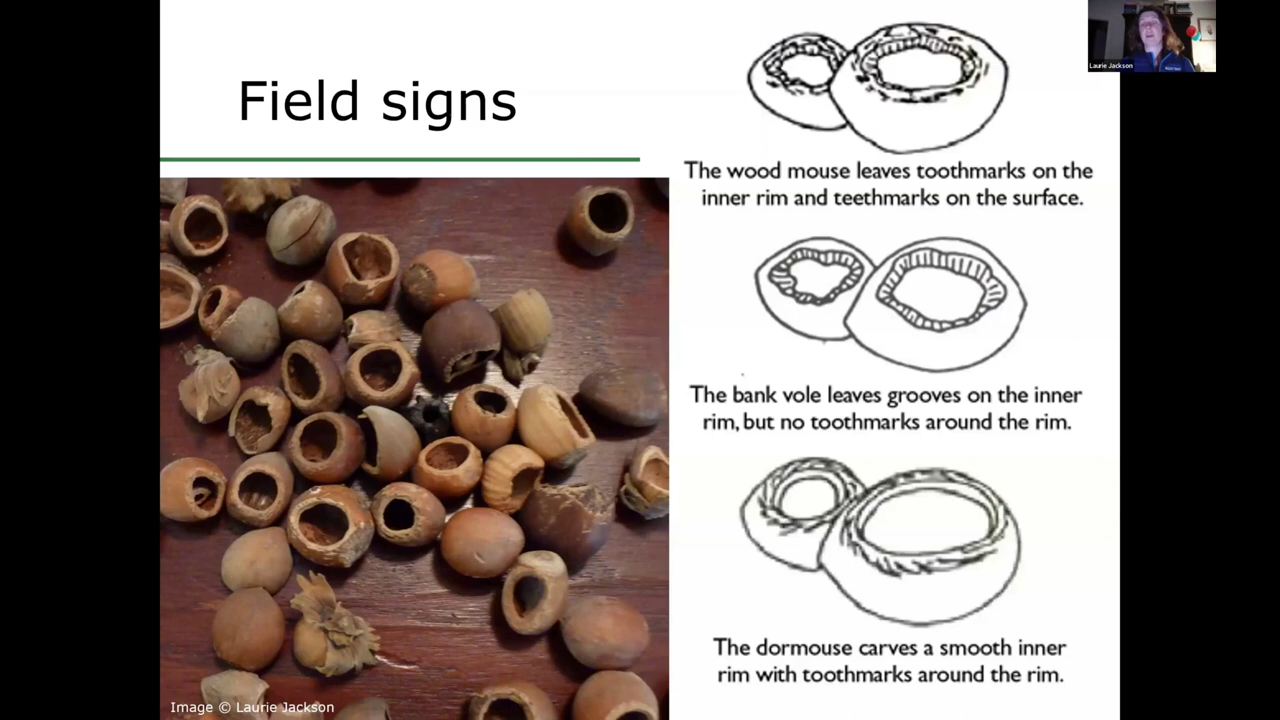 Field signs
Laurie Jackson
The wood mouse leaves toothmarks on the
inner rim and teethmarks on the surface.
The bank vole leaves grooves on the inner
rim, but no toothmarks around the rim.
The dormouse carves a smooth inner
rim with toothmarks around the rim.
Image © Laurie Jackson